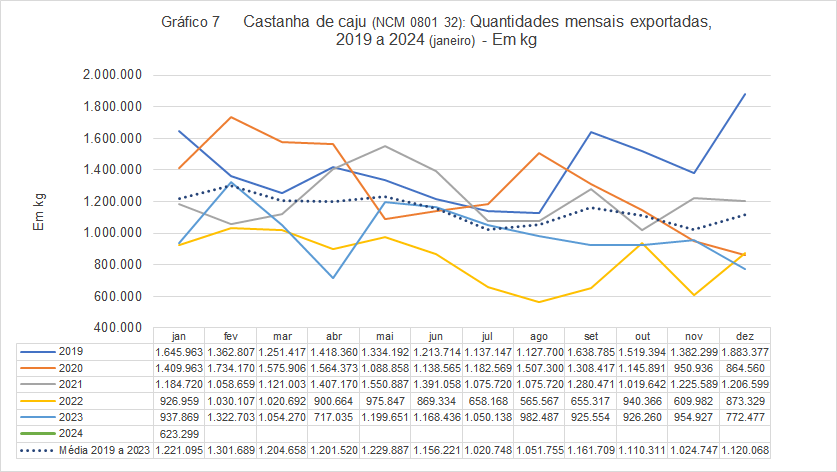 Gráfico 7 Castanha de caju (NCM 0801 32): Quantidades mensais exportadas,
2019 a 2024 (janeiro) - Em kg
2.000.000
1.800.000
1.600.000
1.400.000
1.200.000
1.000.000
800.000
600.000
400.000
Em kg
jan fev mar abr mai jun jul ago set out nov dez
2019 1.645.963 1.362.807 1.251.417 1.418.360 1.334.192 1.213.714 1.137.147 1.127.700 1.638.785 1.519.394 1.382.299 1.883.377
2020 1.409.963 1.734.170 1.575.906 1.564.373 1.088.858 1.138.565 1.182.569 1.507.300 1.308.417 1.145.891 950.936 864.560
2021 1.184.720 1.058.659 1.121.003 1.407.170 1.550.887 1.391.058 1.075.720 1.075.720 1.280.471 1.019.642 1.225.589 1.206.599
2022 926.959 1.030.107 1.020.692 900.664 975.847 869.334 658.168 565.567 655.317 940.366 609.982 873.329
2023 937.869 1.322.703 1.054.270 717.035 1.199.651 1.168.436 1.050.138 982.487 925.554 926.260 954.927 772.477
2024 623.299
Média 2019 a 2023 1.221.095 1.301.689 1.204.658 1.201.520 1.229.887 1.156.221 1.020.748 1.051.755 1.161.709 1.110.311 1.024.747 1.120.068